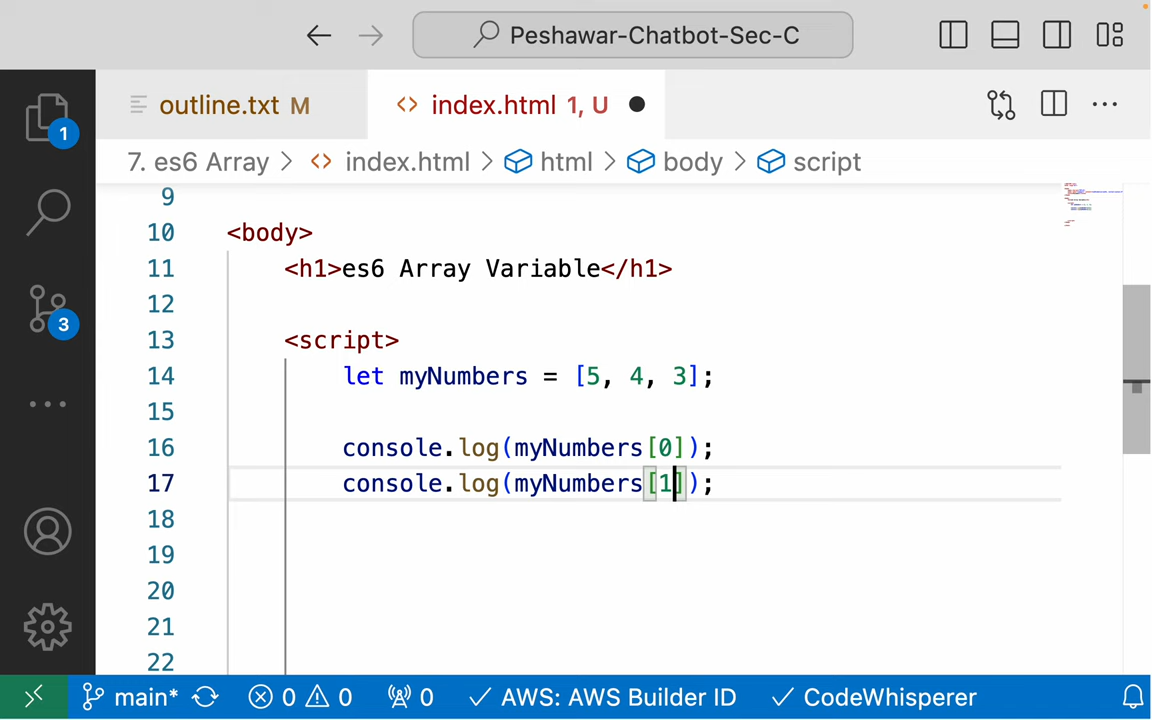 Peshawar-Chatbot-Sec-C
1
3
outline.txt M
<> index.html 1, U
7. es6 Array > <> index.html > html > body > script
9
10 <body>
11 <h1>es6 Array Variable</h1>
12
13 <script>
14 let myNumbers = [5, 4, 3];
15
16 console.log(myNumbers[0]);
17 console.log(myNumbers[1]);
18
19
20
21
22
main* 0 0 0 AWS: AWS Builder ID CodeWhisperer